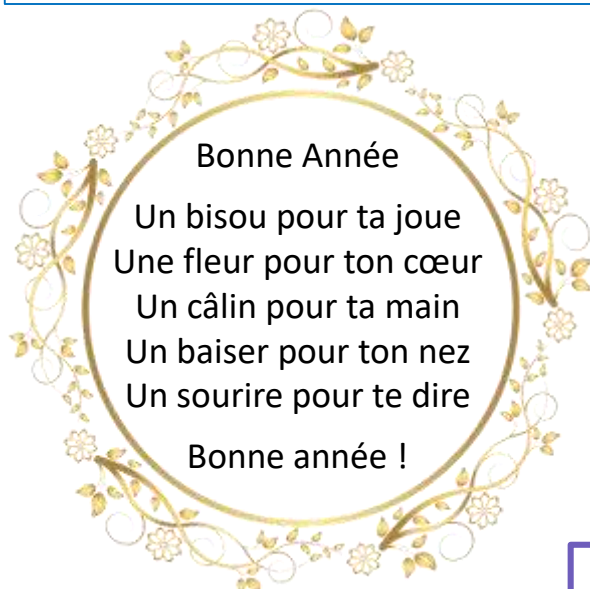 Bonne Année
Un bisou pour ta joue
Une fleur pour ton cœur
Un câlin pour ta main
Un baiser pour ton nez
Un sourire pour te dire
Bonne année !